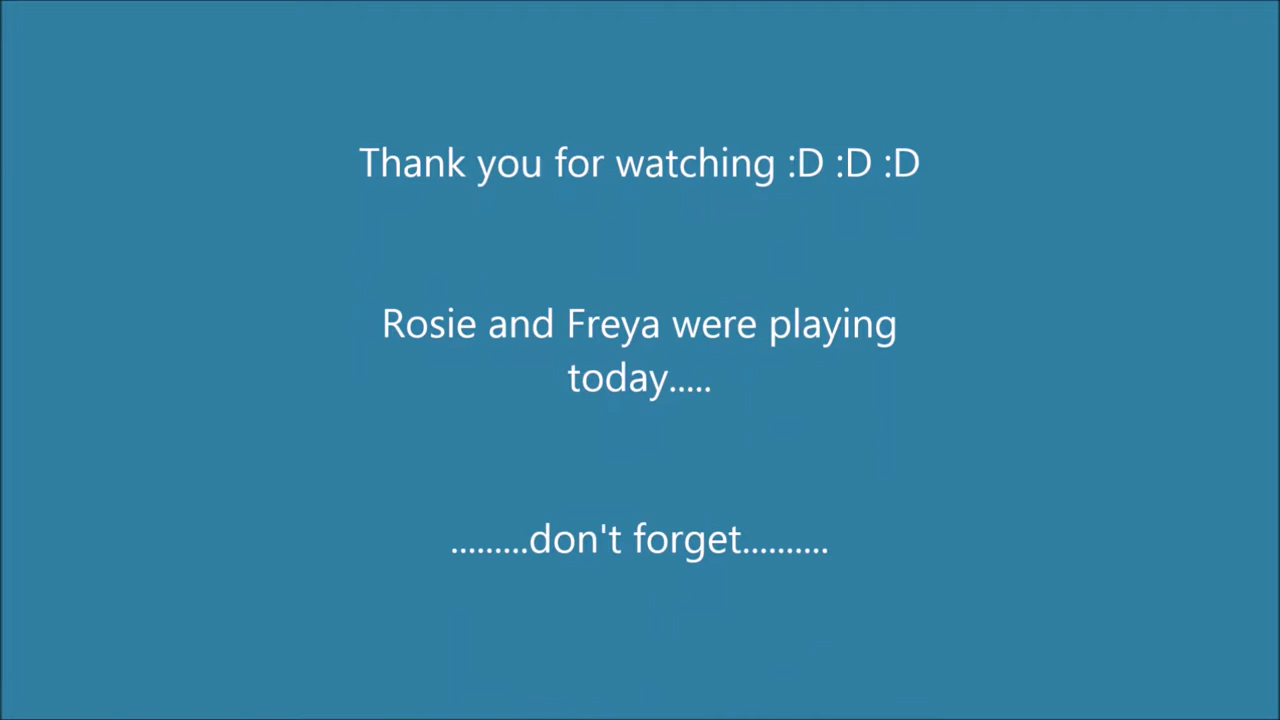 Thank you for watching :D :D :D
Rosie and Freya were playing
today.....
.........don't forget..........